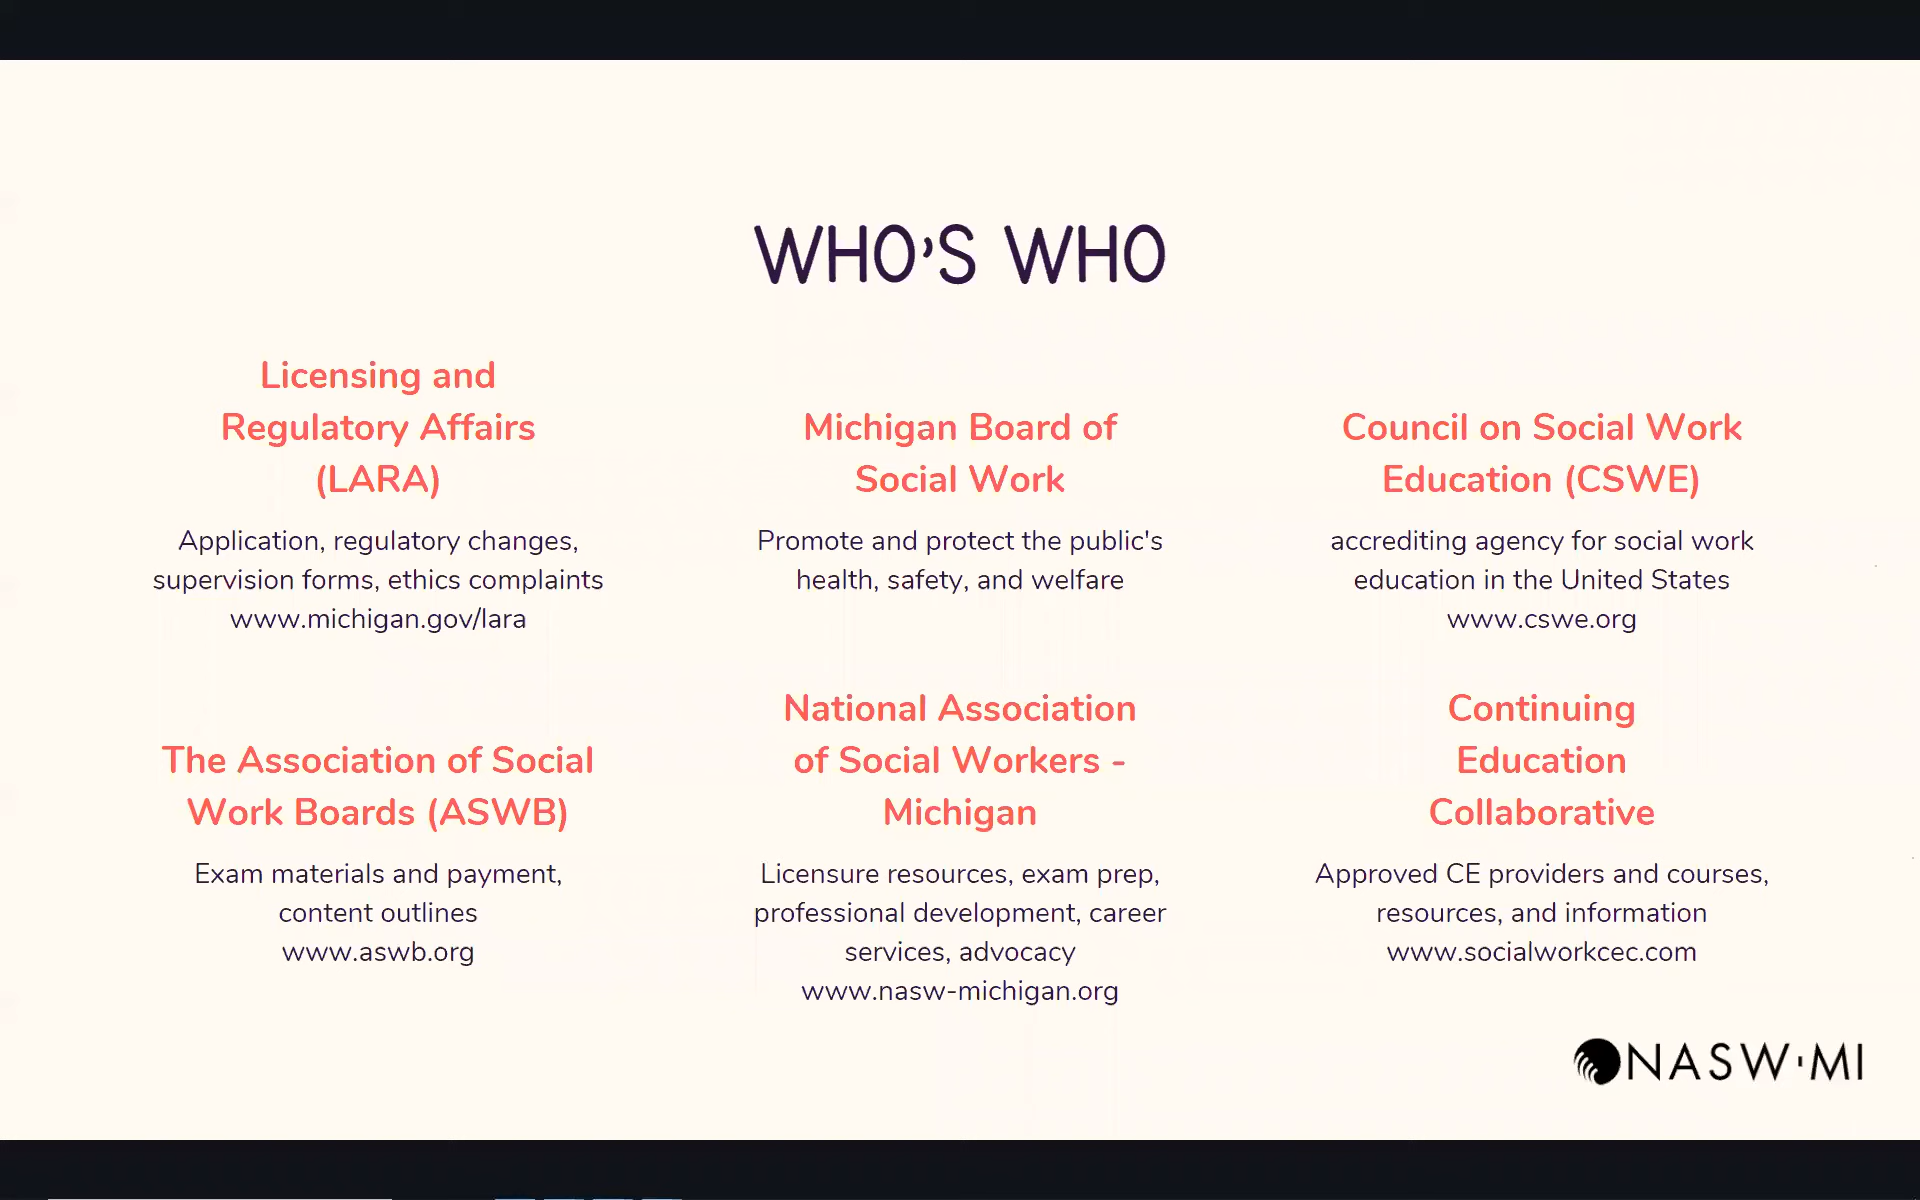 WHO'S WHO
Licensing and
Regulatory Affairs
(LARA)
Application, regulatory changes,
supervision forms, ethics complaints
www.michigan.gov/lara
Michigan Board of
Social Work
Promote and protect the public's
health, safety, and welfare
Council on Social Work
Education (CSWE)
accrediting agency for social work
education in the United States
www.cswe.org
The Association of Social
Work Boards (ASWB)
Exam materials and payment,
content outlines
www.aswb.org
National Association
of Social Workers -
Michigan
Licensure resources, exam prep,
professional development, career
services, advocacy
www.nasw-michigan.org
Continuing
Education
Collaborative
Approved CE providers and courses,
resources, and information
www.socialworkcec.com
NASW·MI